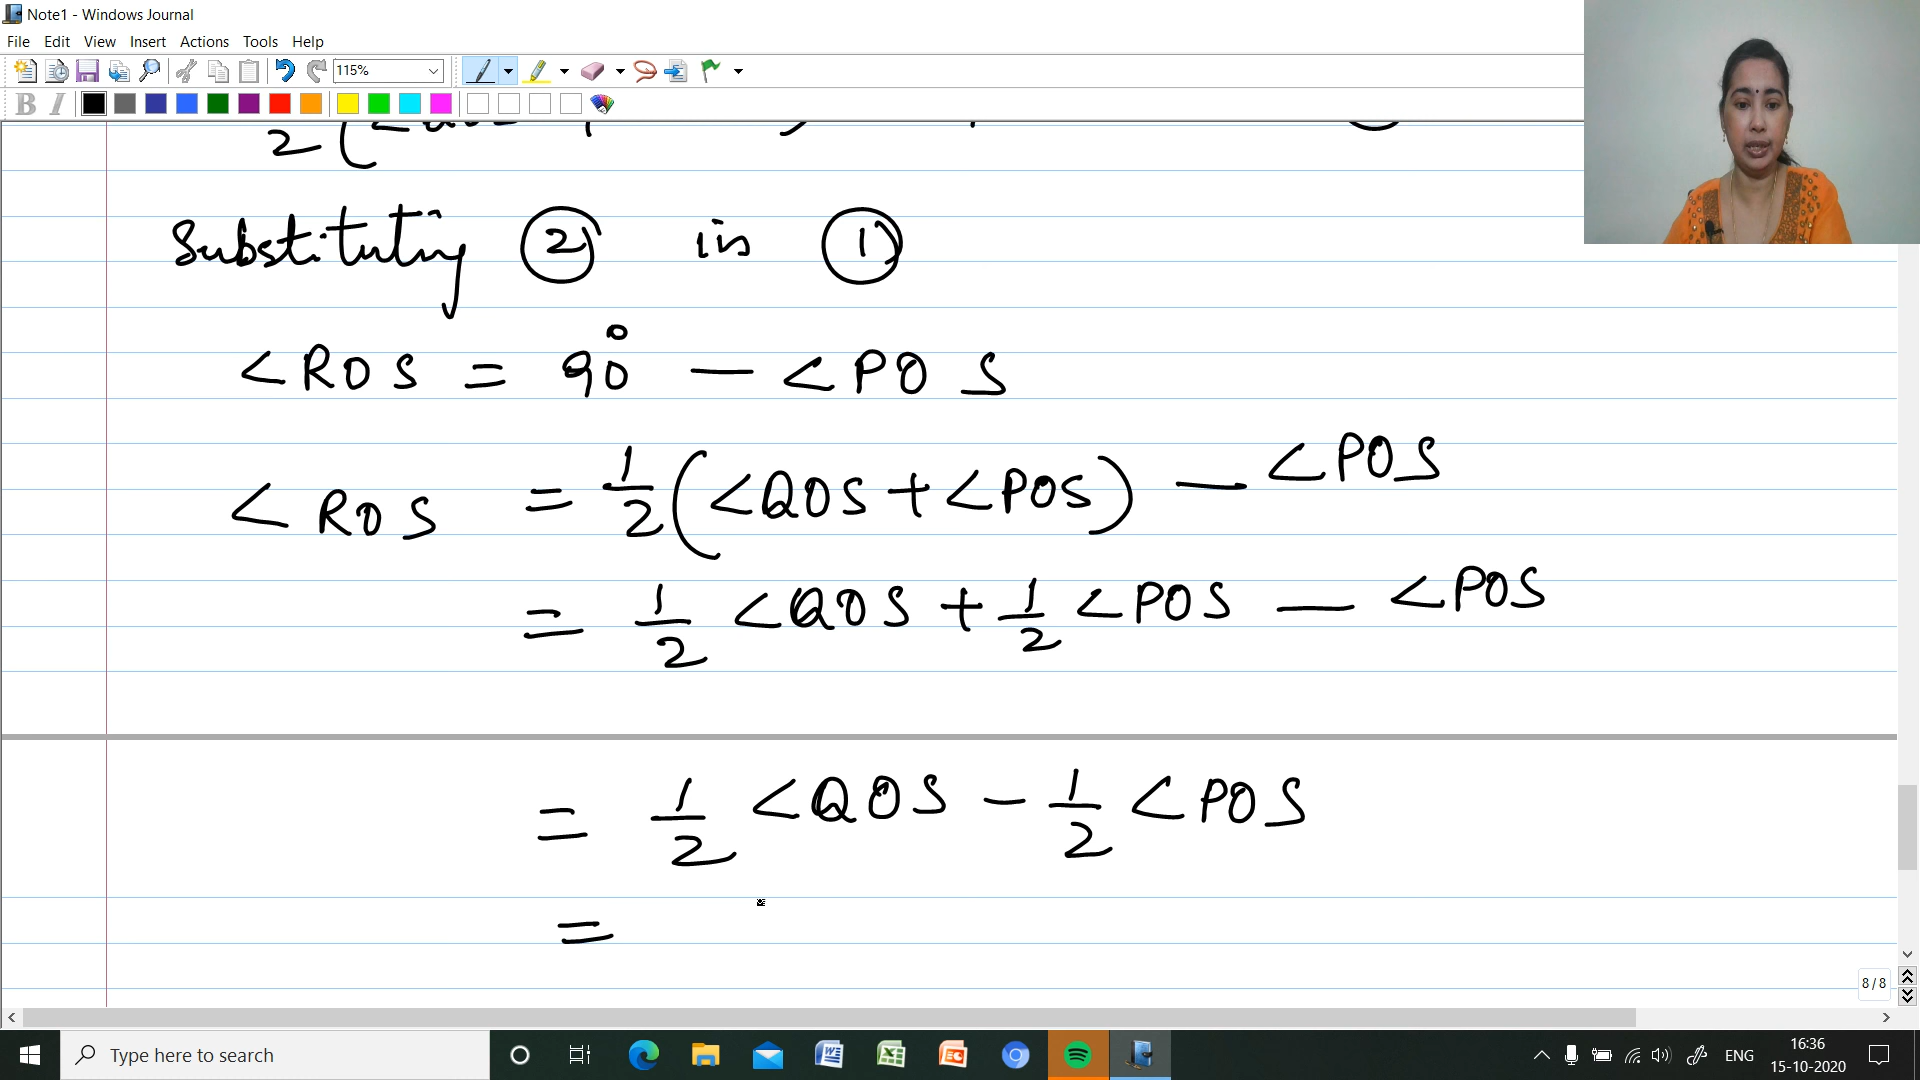 Note1 - Windows Journal
File Edit View Insert Actions Tools Help
115%
B I
2 (
Substituting ② in ①
<ROS = 90° — <POS
<ROS = 1/2 (<QOS + <POS) — <POS
= 1/2 <QOS + 1/2 <POS — <POS
= 1/2 <QOS - 1/2 <POS
=
8 / 8
Type here to search
ENG
16:36
15-10-2020